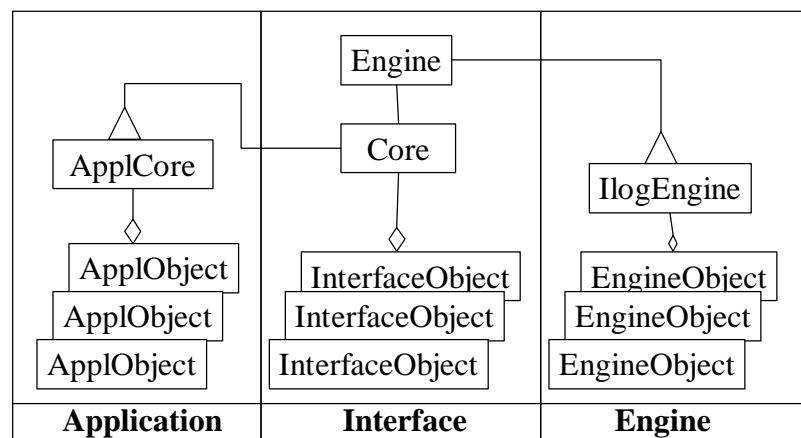 Engine
Core
ApplCore
IlogEngine
ApplObject
ApplObject
ApplObject
InterfaceObject
InterfaceObject
InterfaceObject
EngineObject
EngineObject
EngineObject
Application
Interface
Engine